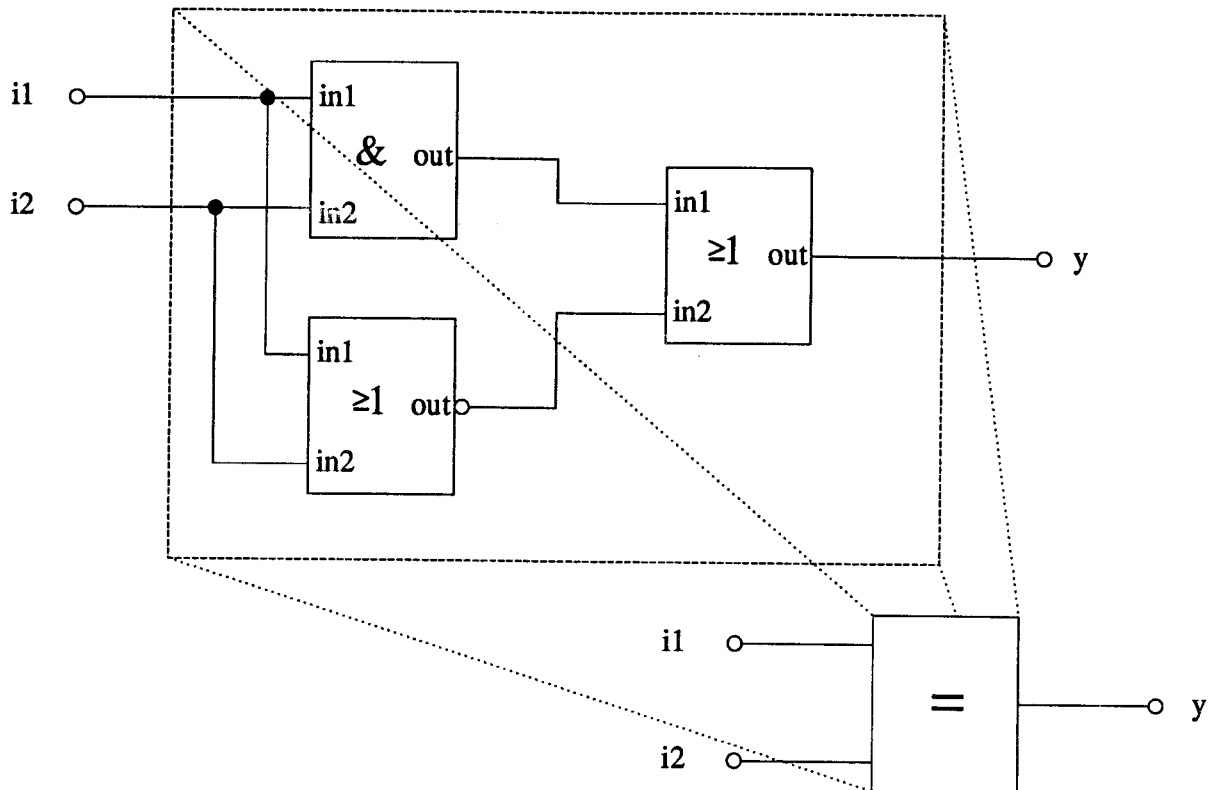 i1
in1
& out
i2
in2
in1
≥1 out
y
in2
in1
≥1 out
in2
i1
=
y
i2